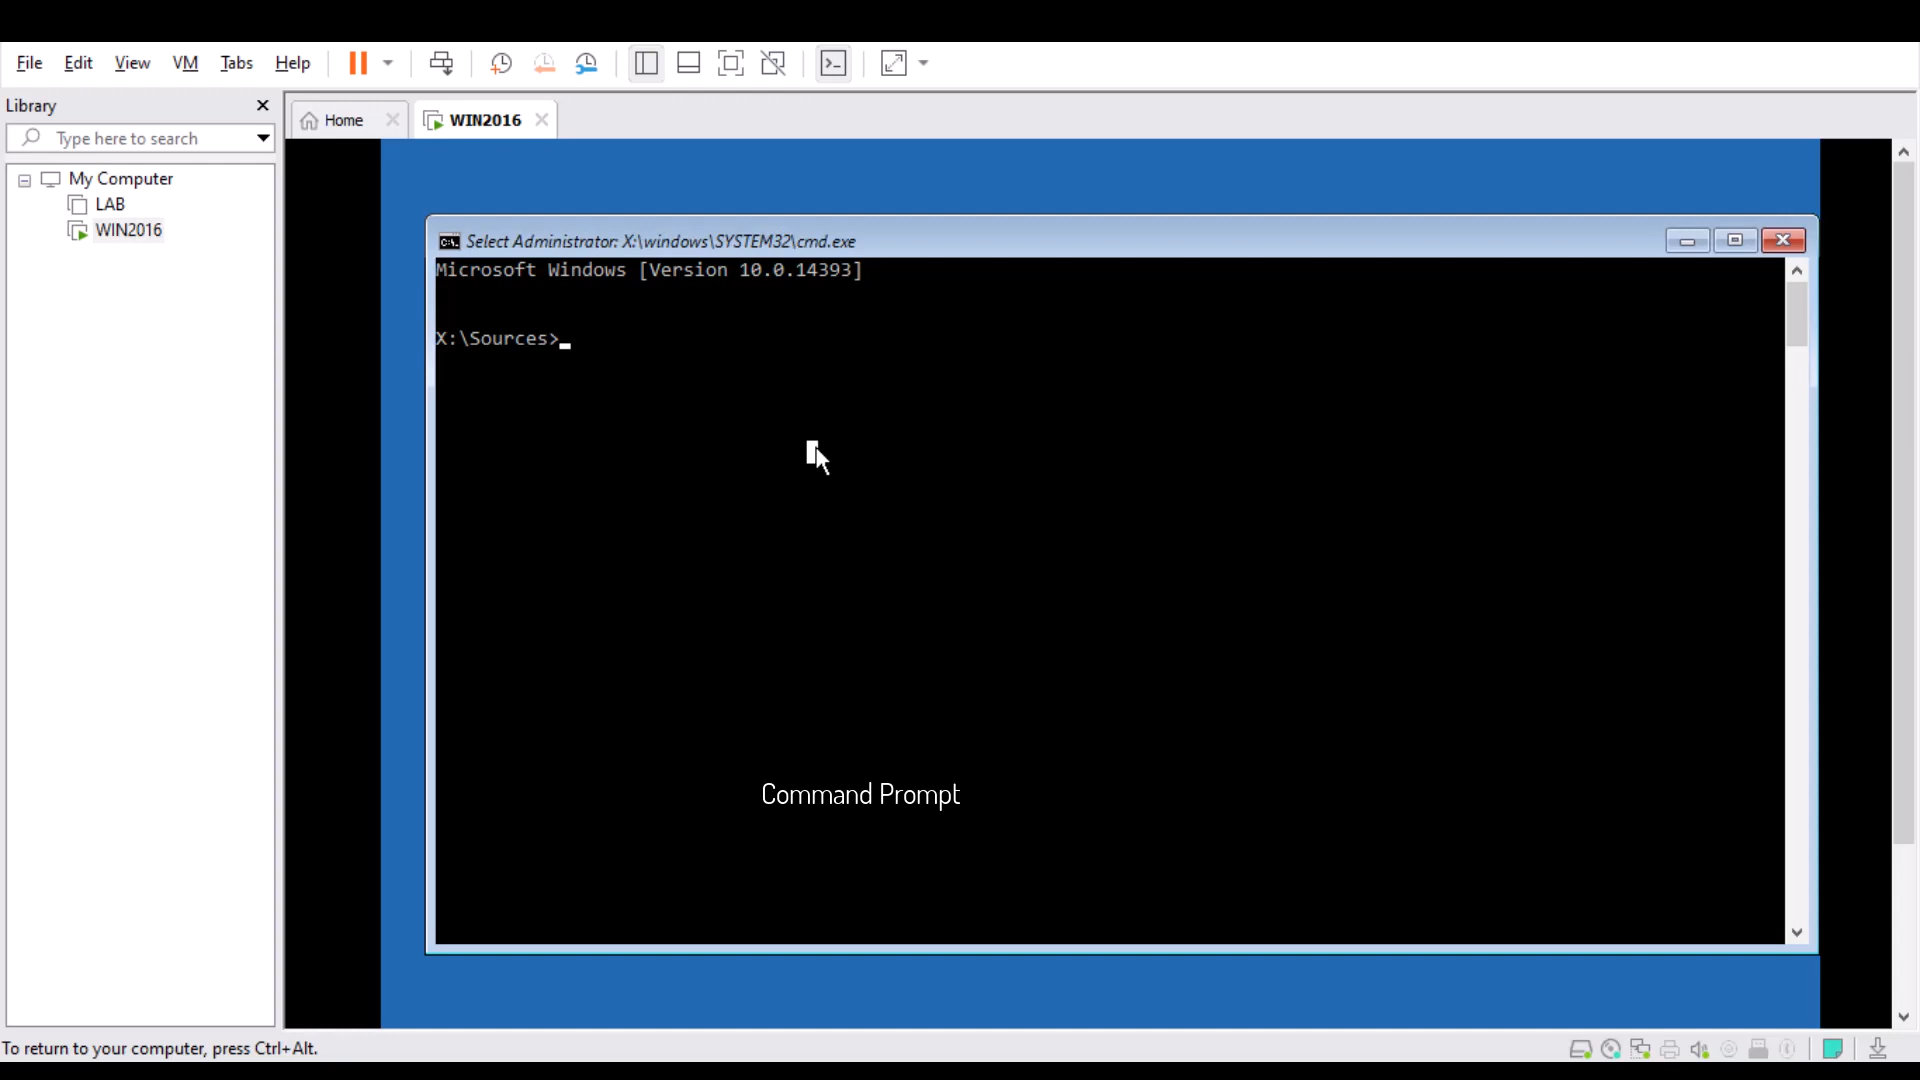 File Edit View VM Tabs Help
Library
Type here to search
My Computer
LAB
WIN2016
Home
WIN2016
Select Administrator: X:\windows\SYSTEM32\cmd.exe
Microsoft Windows [Version 10.0.14393]
X:\Sources>
Command Prompt
To return to your computer, press Ctrl+Alt.